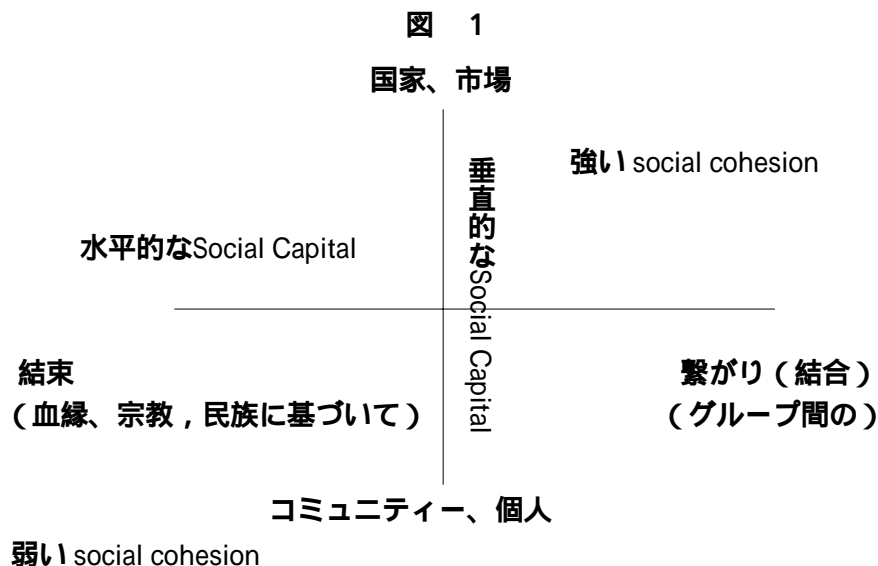 図 1
国家、市場
強い social cohesion
垂直的なSocial Capital
水平的なSocial Capital
結束
（血縁、宗教，民族に基づいて）
繋がり（結合）
（グループ間の）
コミュニティー、個人
弱い social cohesion